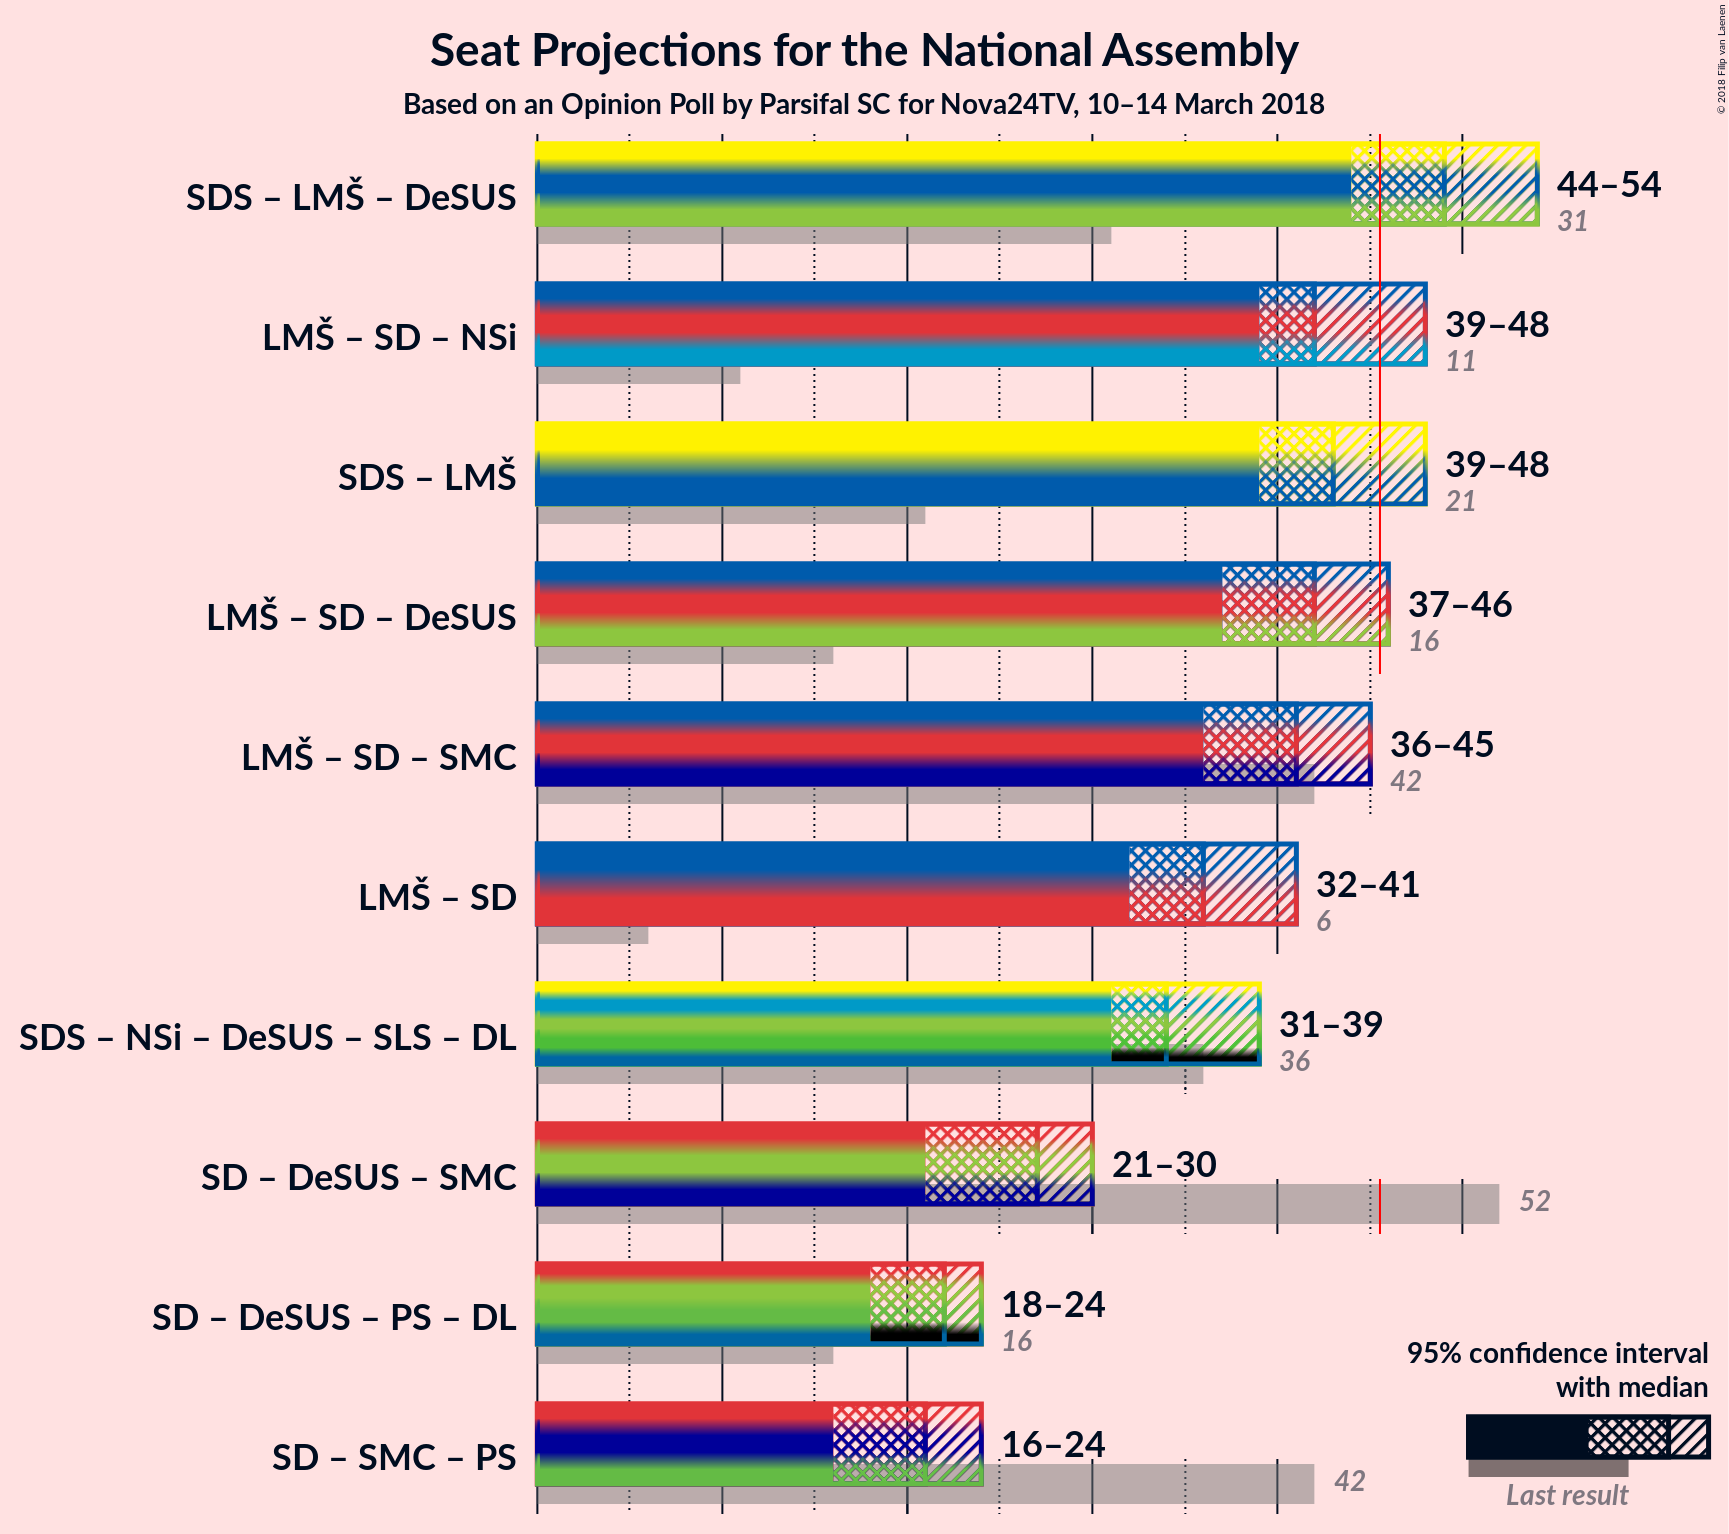 Seat Projections for the National Assembly
Based on an Opinion Poll by Parsifal SC for Nova24TV, 10–14 March 2018
© 2018 Filip van Laenen
SDS – LMŠ – DeSUS
44–54
31
LMŠ – SD – NSi
39–48
11
SDS – LMŠ
39–48
21
LMŠ – SD – DeSUS
37–46
16
LMŠ – SD – SMC
36–45
42
LMŠ – SD
32–41
6
SDS – NSi – DeSUS – SLS – DL
31–39
36
SD – DeSUS – SMC
21–30
52
SD – DeSUS – PS – DL
18–24
16
SD – SMC – PS
16–24
42
95% confidence interval
with median
Last result